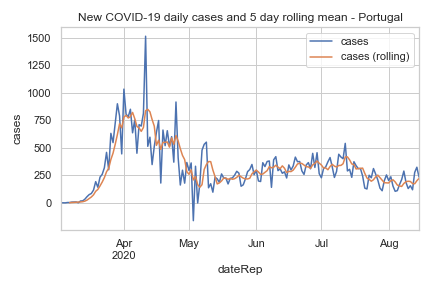 New COVID-19 daily cases and 5 day rolling mean - Portugal
cases
cases (rolling)
1500
1250
1000
750
500
250
0
cases
Apr
2020
May
Jun
Jul
Aug
dateRep